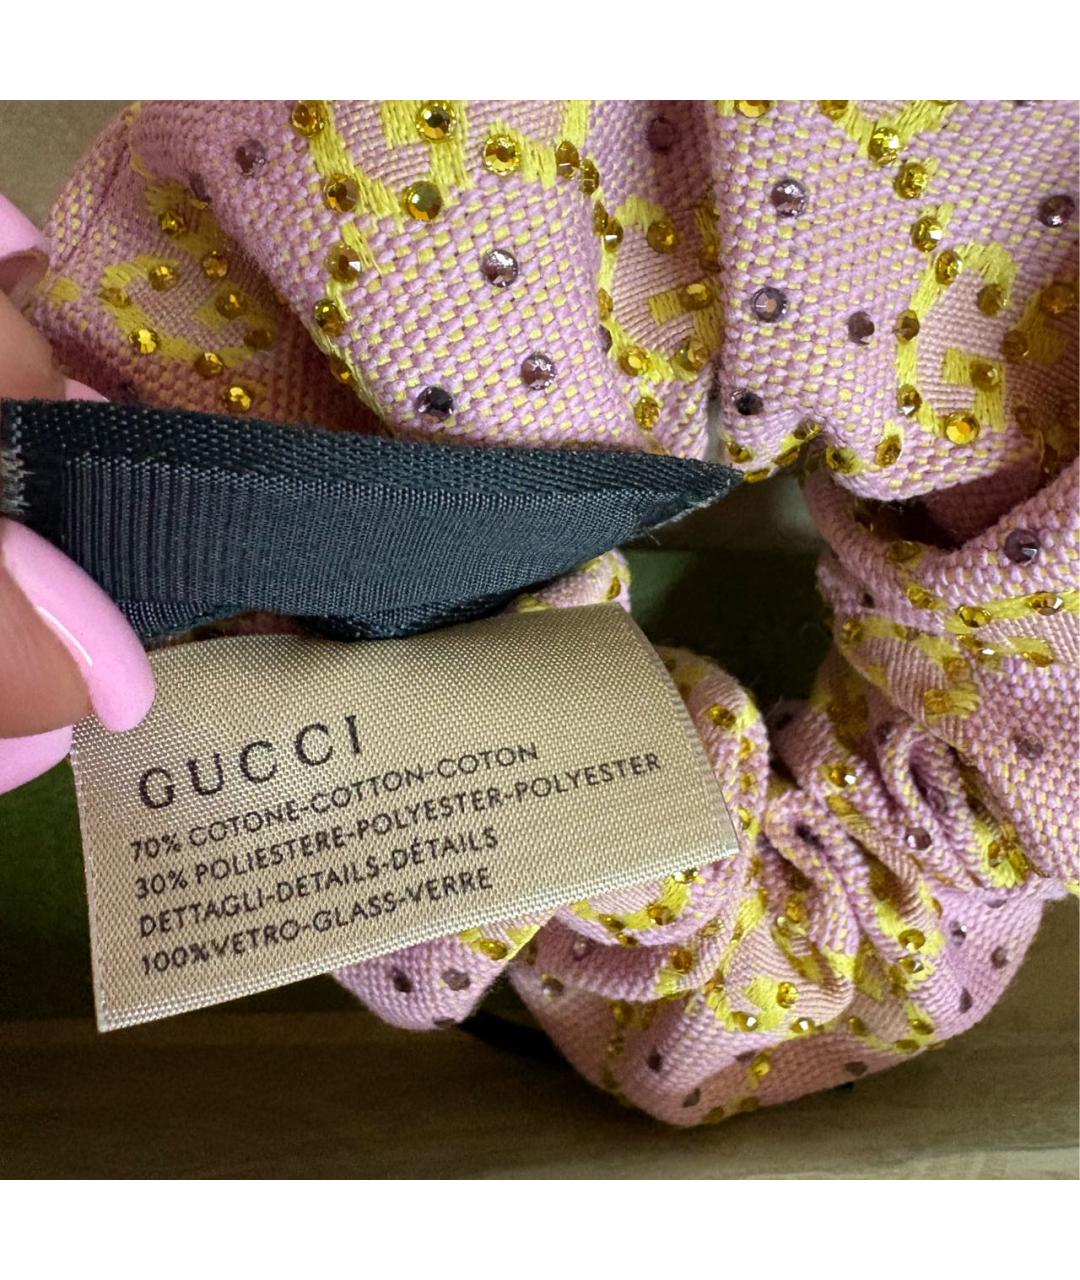 GUCCI
70% COTONE-COTTON-COTON
30% POLIESTERE-POLYESTER-POLYESTER
DETTAGLI-DETAILS-DÉTAILS
100% VETRO-GLASS-VERRE